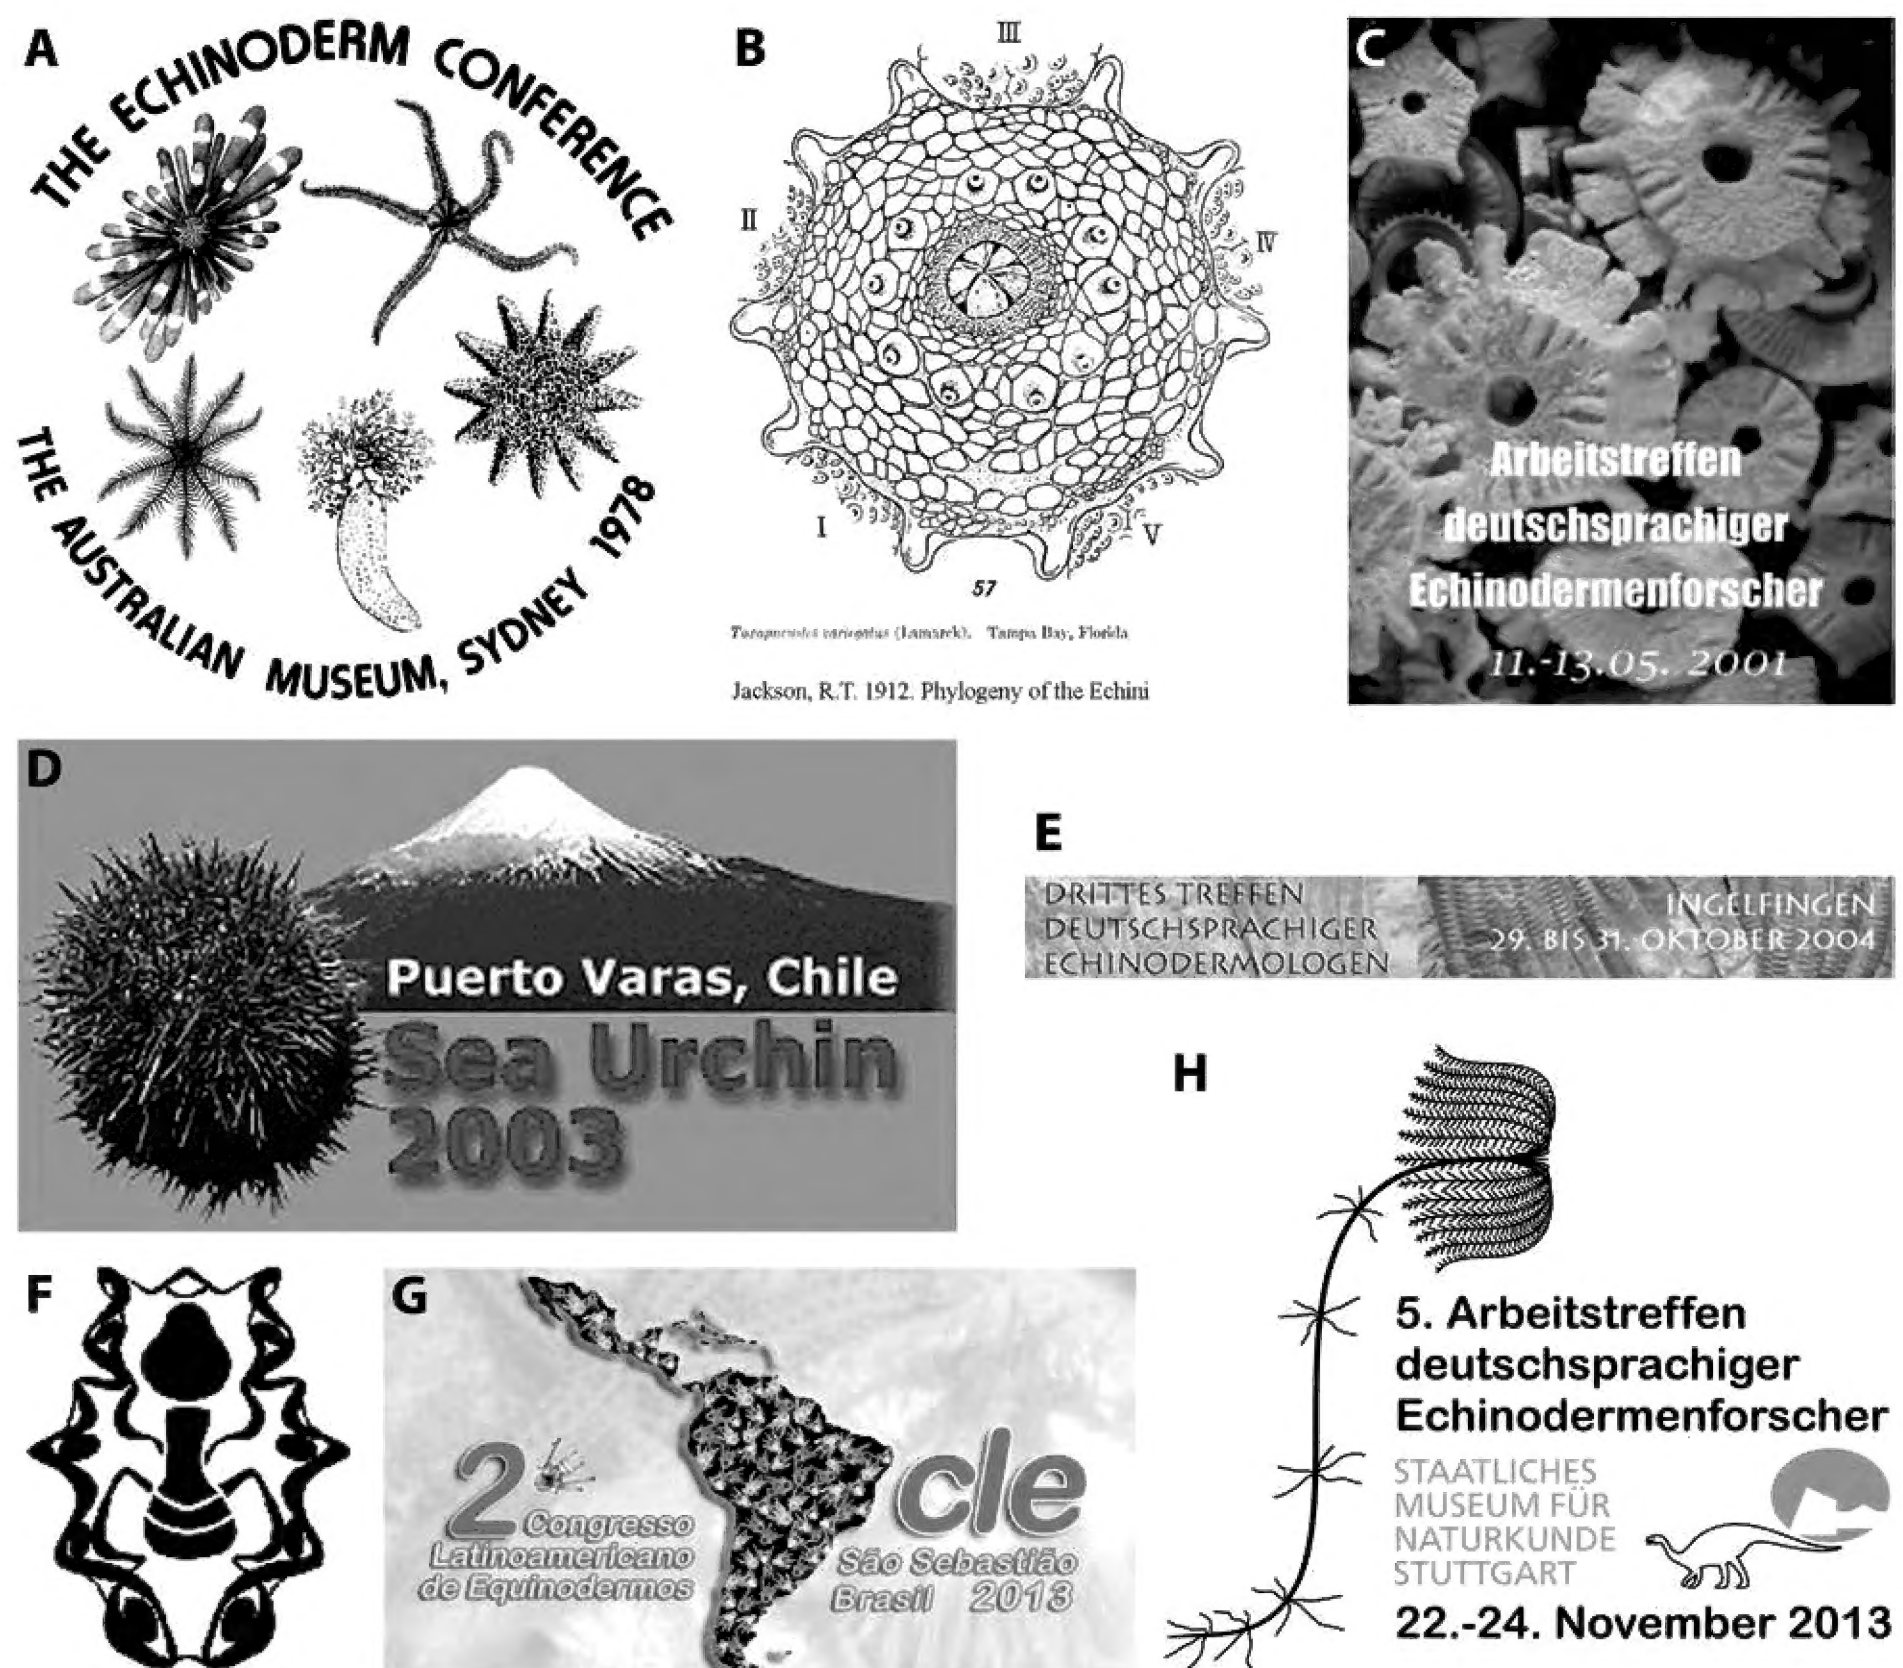 A
THE ECHINODERM CONFERENCE
THE AUSTRALIAN MUSEUM, SYDNEY 1978
B
III
II
IV
I
V
57
(Lamarck). Tampa Bay, Florida
Jackson, R.T. 1912. Phylogeny of the Echini
C
Arbeitstreffen
deutschsprachiger
Echinodermenforscher
11.-13.05. 2001
D
Puerto Varas, Chile
Sea Urchin
2003
E
DRITTES TREFFEN
DEUTSCHSPRACHIGER
ECHINODERMOLOGEN
INGELFINGEN
29. BIS 31. OKTOBER 2004
F
G
2
Congresso
Latinoamericano
de Equinodermos
cle
São Sebastião
Brasil 2013
H
5. Arbeitstreffen
deutschsprachiger
Echinodermenforscher
STAATLICHES
MUSEUM FÜR
NATURKUNDE
STUTTGART
22.-24. November 2013